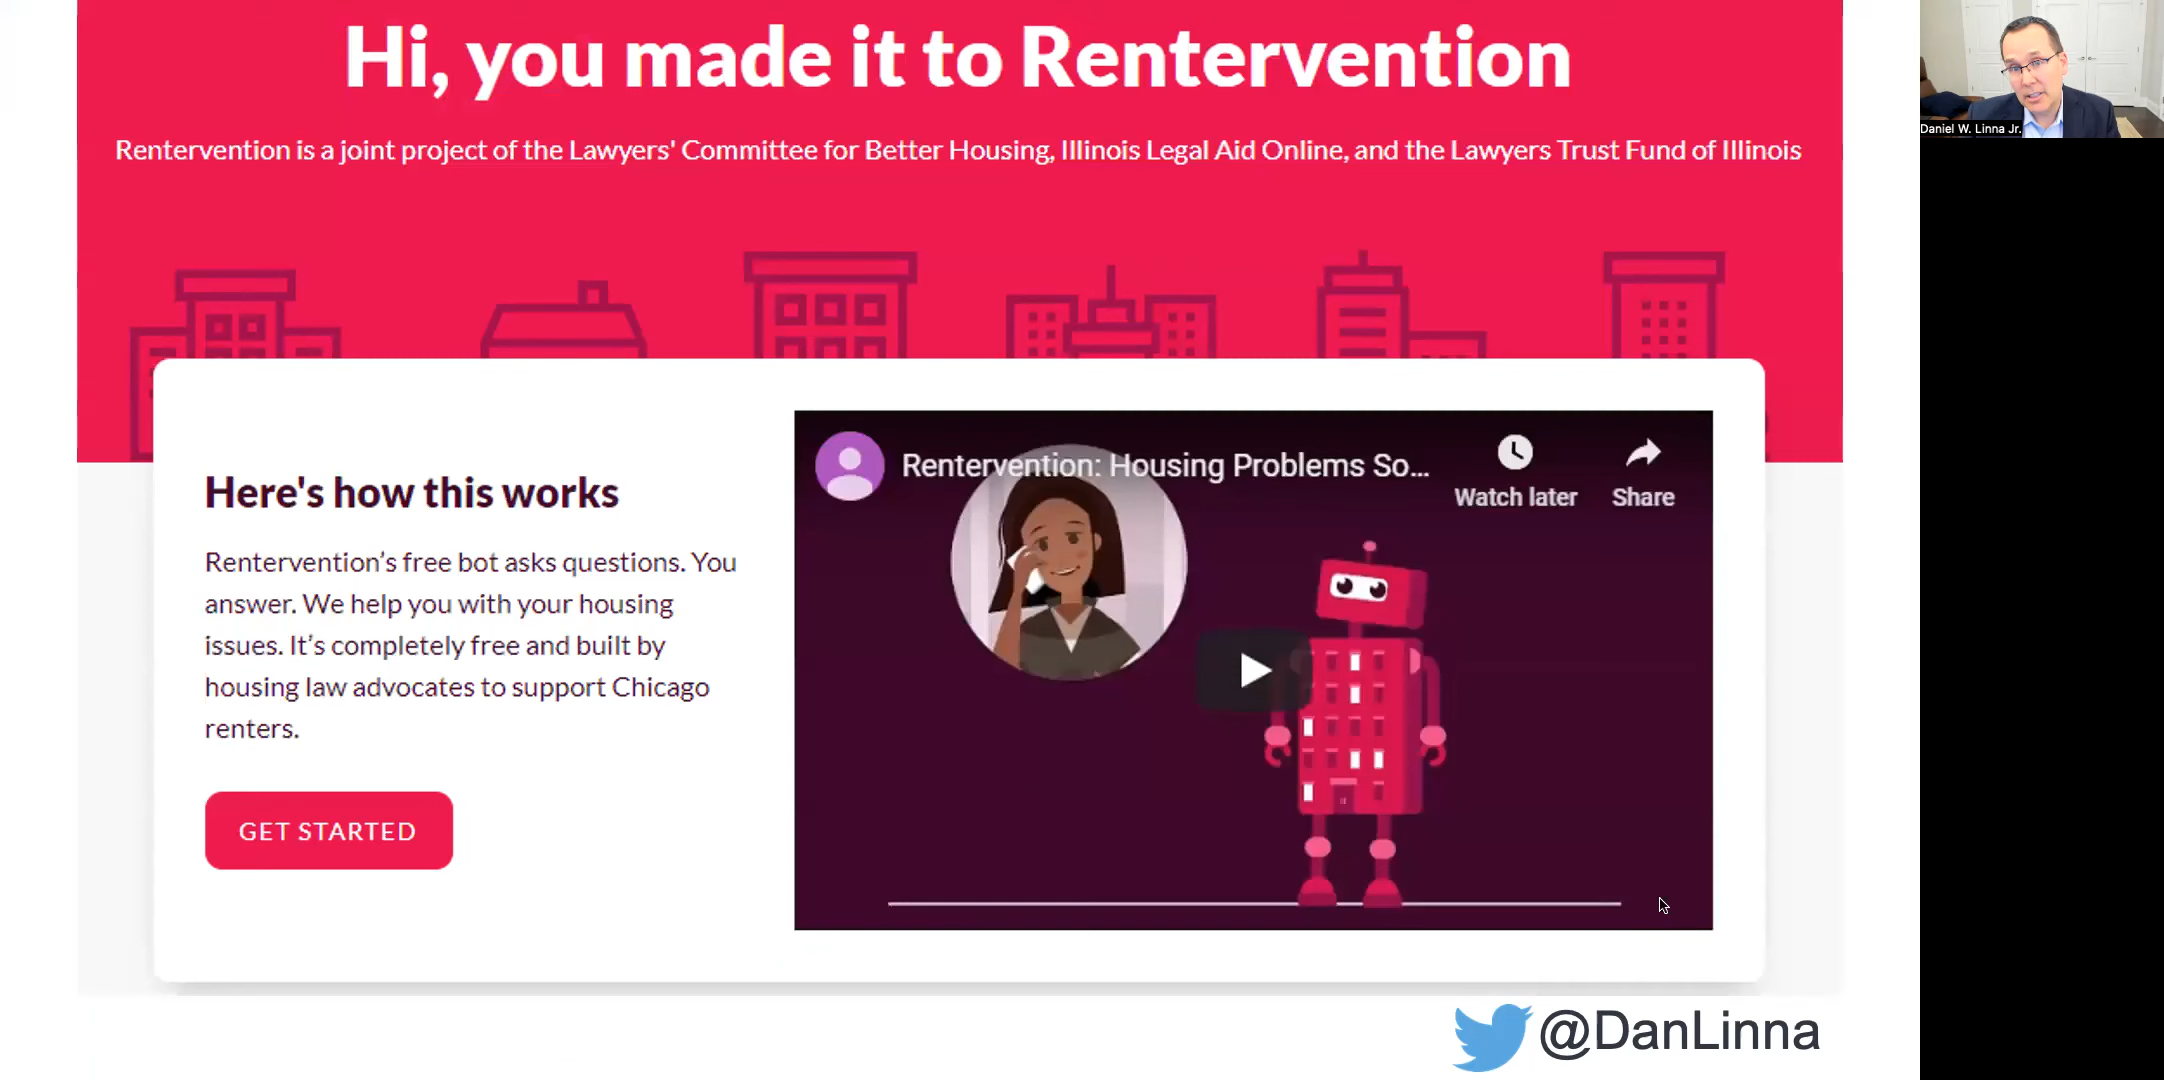 Hi, you made it to Rentervention
Rentervention is a joint project of the Lawyers' Committee for Better Housing, Illinois Legal Aid Online, and the Lawyers Trust Fund of Illinois
Here's how this works
Rentervention’s free bot asks questions. You
answer. We help you with your housing
issues. It’s completely free and built by
housing law advocates to support Chicago
renters.
GET STARTED
Rentervention: Housing Problems So...
Watch later
Share
@DanLinna
Daniel W. Linna Jr.